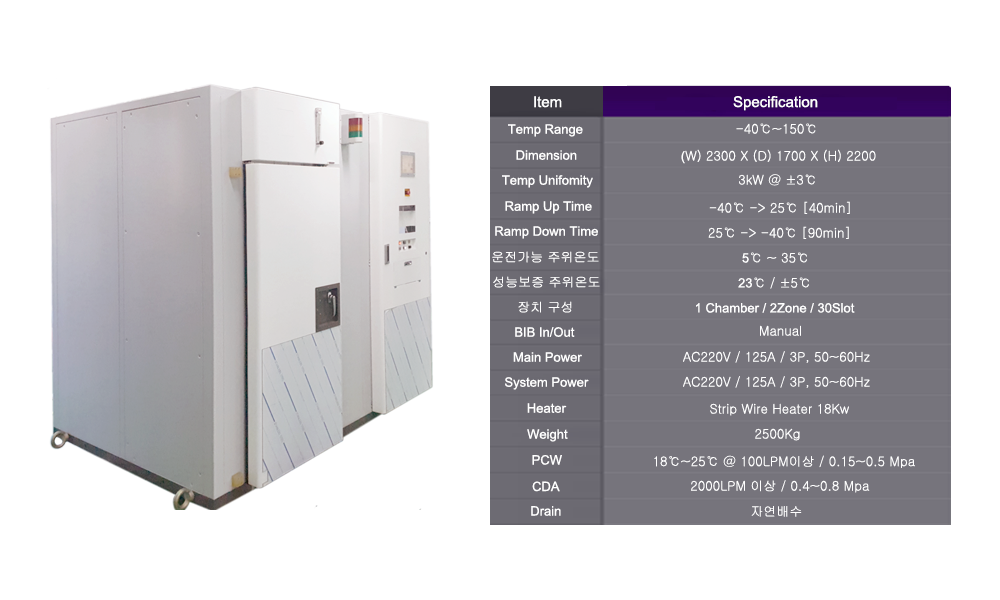 Item Specification
Temp Range -40℃~150℃
Dimension (W) 2300 X (D) 1700 X (H) 2200
Temp Unifomity 3kW @ ±3℃
Ramp Up Time -40℃ -> 25℃ [40min]
Ramp Down Time 25℃ -> -40℃ [90min]
운전가능 주위온도 5℃ ~ 35℃
성능보증 주위온도 23℃ / ±5℃
장치 구성 1 Chamber / 2Zone / 30Slot
BIB In/Out Manual
Main Power AC220V / 125A / 3P, 50~60Hz
System Power AC220V / 125A / 3P, 50~60Hz
Heater Strip Wire Heater 18Kw
Weight 2500Kg
PCW 18℃~25℃ @ 100LPM이상 / 0.15~0.5 Mpa
CDA 2000LPM 이상 / 0.4~0.8 Mpa
Drain 자연배수